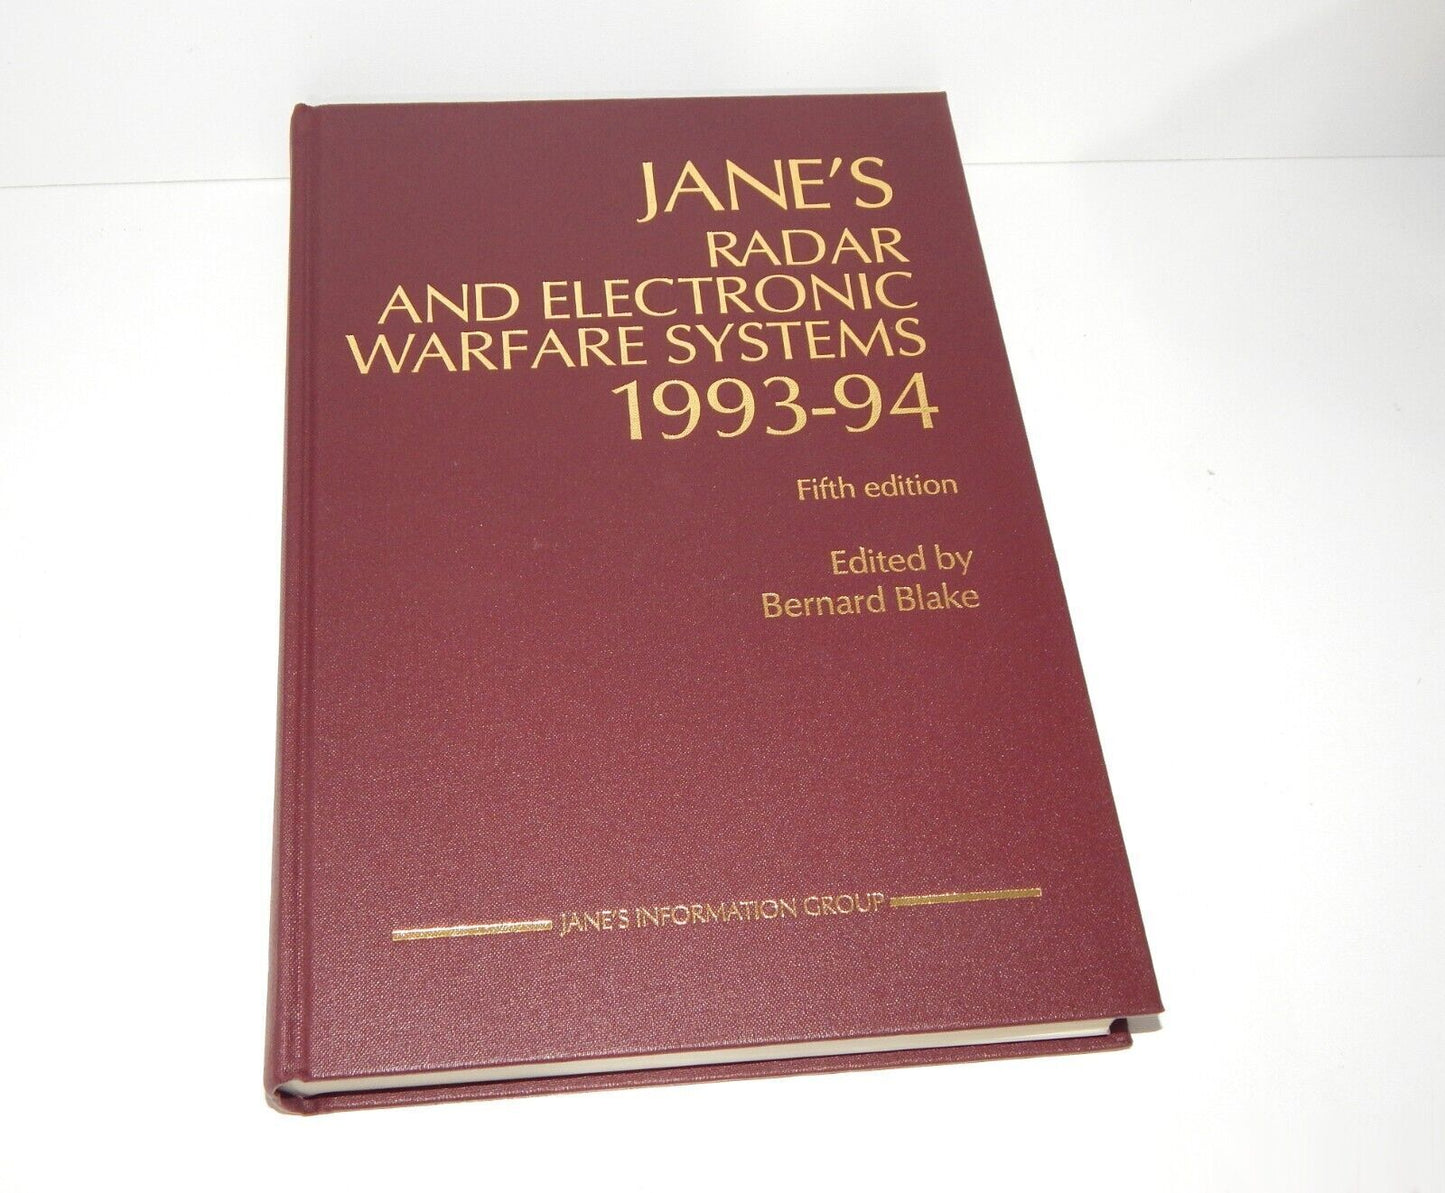 JANE'S
RADAR
AND ELECTRONIC
WARFARE SYSTEMS
1993-94
Fifth edition
Edited by
Bernard Blake
JANE'S INFORMATION GROUP